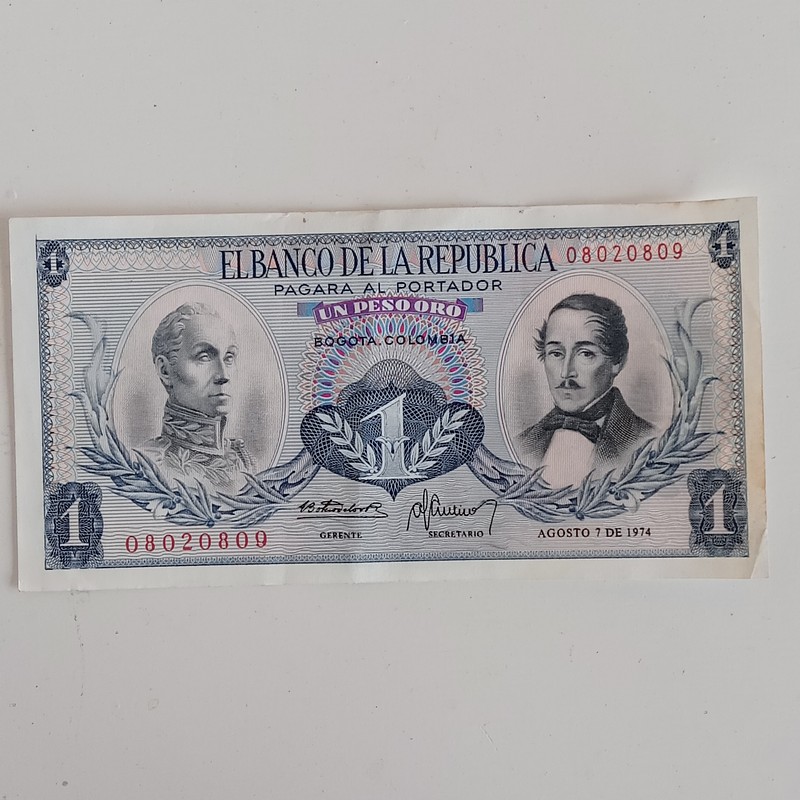 1
EL BANCO DE LA REPUBLICA
08020809
1
PAGARA AL PORTADOR
UN PESO ORO
BOGOTA, COLOMBIA
1
1
08020809
GERENTE
SECRETARIO
AGOSTO 7 DE 1974
1